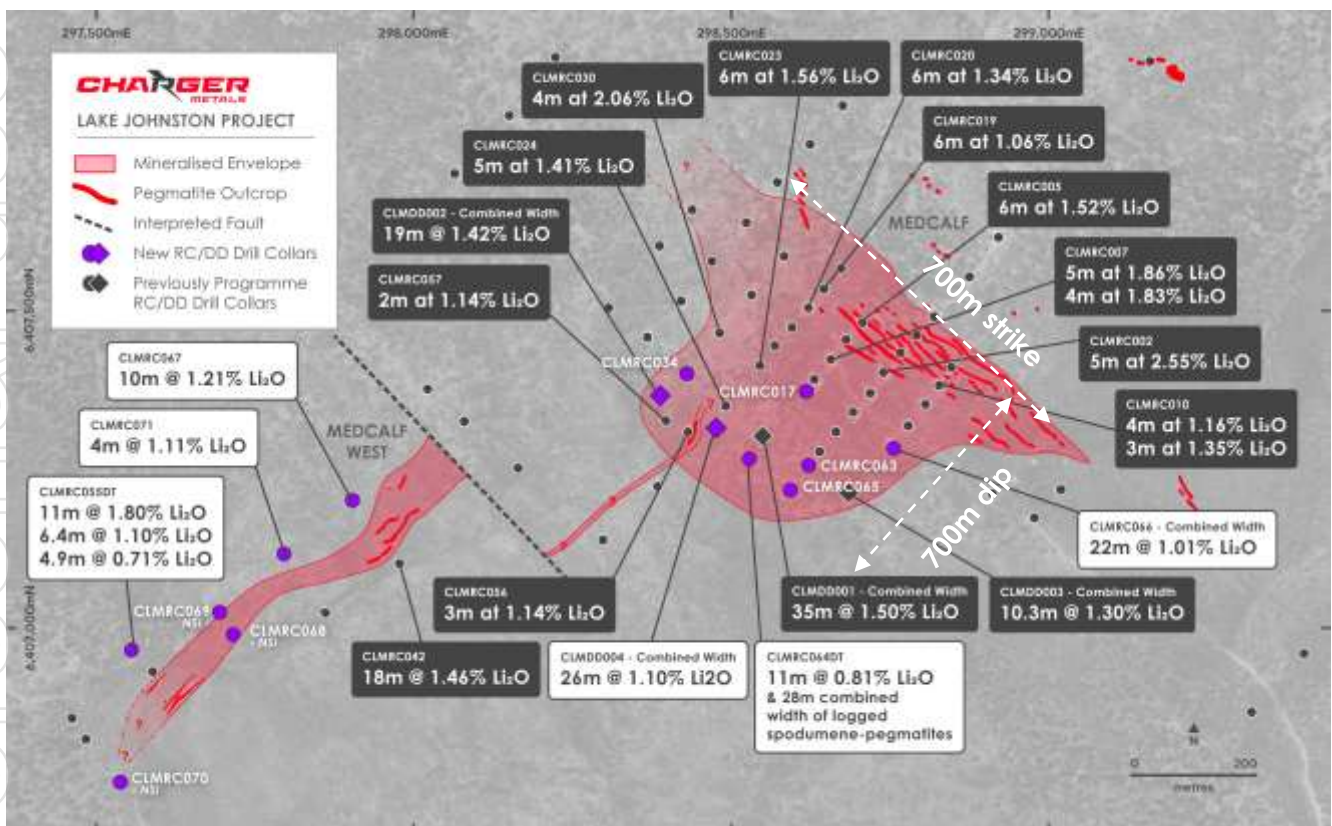 297,500mE
298,000mE
298,500mE
299,000mE
CHARGER
METALS
LAKE JOHNSTON PROJECT
Mineralised Envelope
Pegmatite Outcrop
Interpreted Fault
New RC/DD Drill Collars
Previously Programme
RC/DD Drill Collars
6,407,500mN
6,407,000mN
CLMRC030
4m at 2.06% Li₂O
CLMRC023
6m at 1.56% Li₂O
CLMRC020
6m at 1.34% Li₂O
CLMRC024
5m at 1.41% Li₂O
CLMRC019
6m at 1.06% Li₂O
CLMDD002 - Combined Width
19m @ 1.42% Li₂O
CLMRC005
6m at 1.52% Li₂O
MEDCALF
CLMRC057
2m at 1.14% Li₂O
CLMRC007
5m at 1.86% Li₂O
4m at 1.83% Li₂O
700m strike
CLMRC002
5m at 2.55% Li₂O
CLMRC034
CLMRC017
CLMRC067
10m @ 1.21% Li₂O
CLMRC010
4m at 1.16% Li₂O
3m at 1.35% Li₂O
CLMRC071
4m @ 1.11% Li₂O
MEDCALF
WEST
CLMRC063
CLMRC065
700m dip
CLMRC055DT
11m @ 1.80% Li₂O
6.4m @ 1.10% Li₂O
4.9m @ 0.71% Li₂O
CLMRC066 - Combined Width
22m @ 1.01% Li₂O
CLMRC069
- NSI
CLMRC068
- NSI
CLMRC056
3m at 1.14% Li₂O
CLMDD001 - Combined Width
35m @ 1.50% Li₂O
CLMDD003 - Combined Width
10.3m @ 1.30% Li₂O
CLMRC042
18m @ 1.46% Li₂O
CLMDD004 - Combined Width
26m @ 1.10% Li2O
CLMRC064DT
11m @ 0.81% Li₂O
& 28m combined
width of logged
spodumene-pegmatites
CLMRC070
- NSI
N
0 200
metres